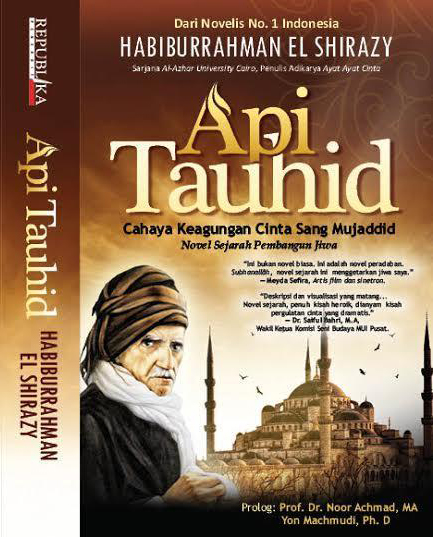 REPUBLIKA
PENERBIT
Api Tauhid
HABIBURRAHMAN
EL SHIRAZY
Dari Novelis No. 1 Indonesia
HABIBURRAHMAN EL SHIRAZY
Sarjana Al-Azhar University Cairo, Penulis Adikarya Ayat Ayat Cinta
Api
Tauhid
Cahaya Keagungan Cinta Sang Mujaddid
Novel Sejarah Pembangun Jiwa
"Ini bukan novel biasa. Ini adalah novel peradaban.
Subhanallâh, novel sejarah ini menggetarkan jiwa saya."
— Meyda Sefira, Artis film dan sinetron.
"Deskripsi dan visualisasi yang matang...
Novel sejarah, penuh kisah heroik, dianyam kisah
pergulatan cinta yang dramatis."
— Dr. Saiful Bahri, M.A,
Wakil Ketua Komisi Seni Budaya MUI Pusat.
Prolog: Prof. Dr. Noor Achmad, MA
Yon Machmudi, Ph. D